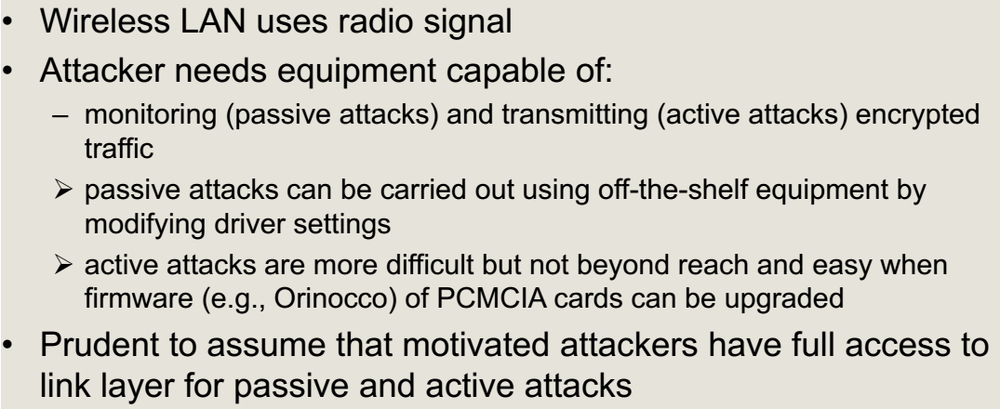 • Wireless LAN uses radio signal
• Attacker needs equipment capable of:
– monitoring (passive attacks) and transmitting (active attacks) encrypted
traffic
➢ passive attacks can be carried out using off-the-shelf equipment by
modifying driver settings
➢ active attacks are more difficult but not beyond reach and easy when
firmware (e.g., Orinocco) of PCMCIA cards can be upgraded
• Prudent to assume that motivated attackers have full access to
link layer for passive and active attacks